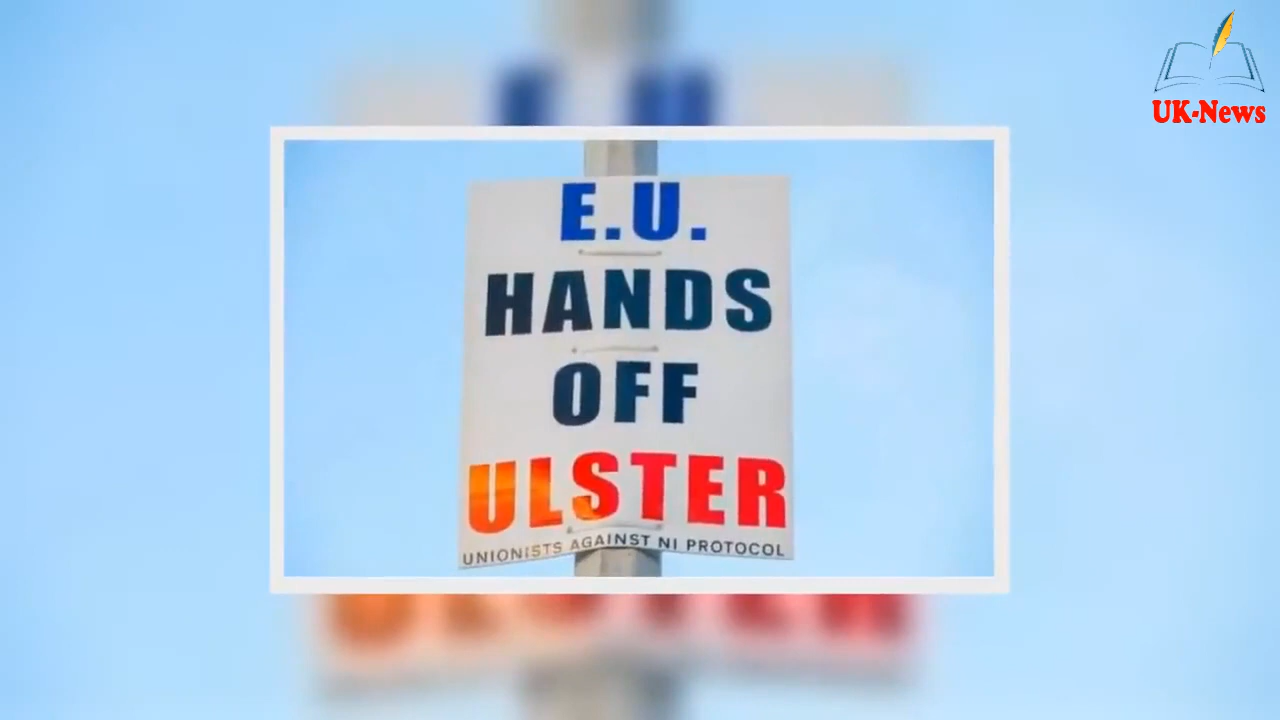 UK-News
E.U.
HANDS
OFF
ULSTER
UNIONISTS AGAINST NI PROTOCOL